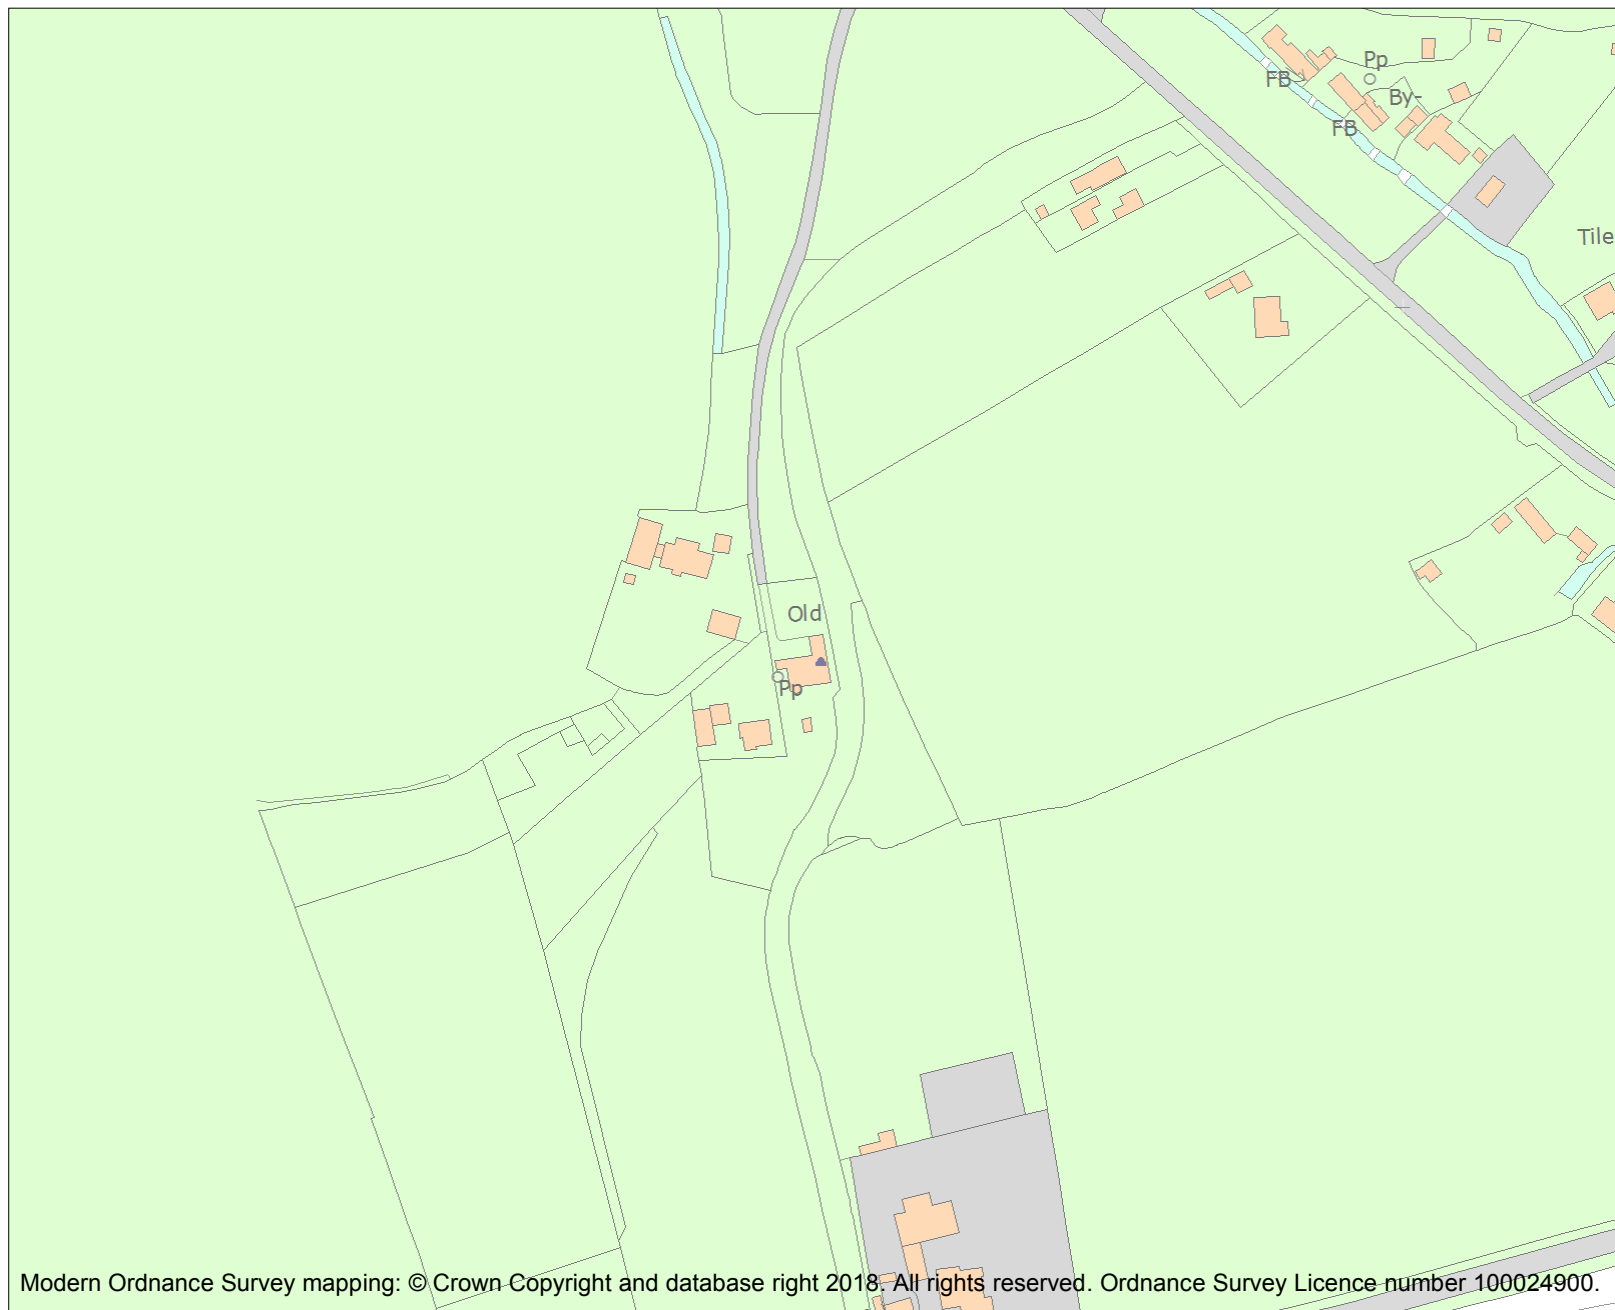 Pp
FB
By-
FB
Tile
Old
Pp
Modern Ordnance Survey mapping: © Crown Copyright and database right 2018. All rights reserved. Ordnance Survey Licence number 100024900.